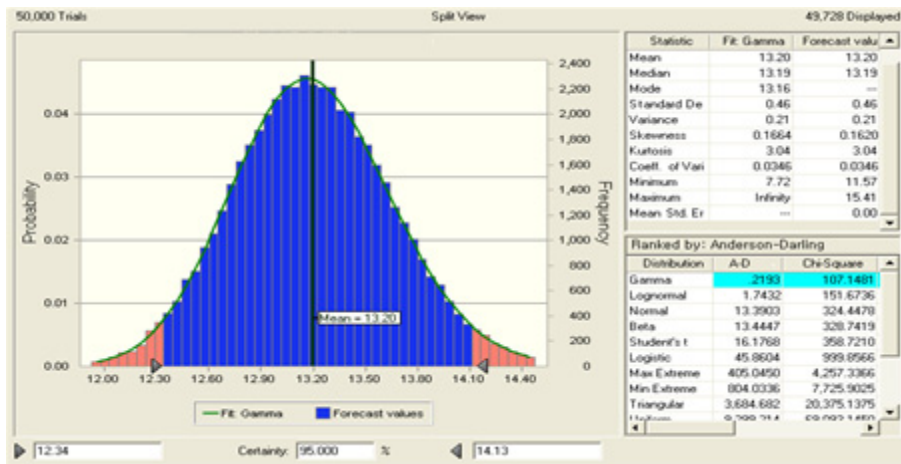 50,000 Trials
Split View
49,728 Displayed
Probability
0.04
0.03
0.02
0.01
0.00
2,400
2,200
2,000
1,800
1,600
1,400
1,200
1,000
800
600
400
200
0
Frequency
Mean = 13.20
12.00 12.30 12.60 12.90 13.20 13.50 13.80 14.10 14.40
Fit: Gamma Forecast values
Statistic Fit: Gamma Forecast valu
Mean 13.20 13.20
Median 13.19 13.19
Mode 13.16 ---
Standard De 0.46 0.46
Variance 0.21 0.21
Skewness 0.1664 0.1620
Kurtosis 3.04 3.04
Coeff. of Vari 0.0346 0.0346
Minimum 7.72 11.57
Maximum Infinity 15.41
Mean Std. Er --- 0.00
Ranked by: Anderson-Darling
Distribution A-D Chi-Square
Gamma .2193 107.1481
Lognormal 1.7432 151.6736
Normal 13.3903 324.4478
Beta 13.4447 328.7419
Student's t 16.1768 358.7210
Logistic 45.8604 999.8566
Max Extreme 405.0450 4,257.3366
Min Extreme 804.0336 7,725.9025
Triangular 3,684.682 20,375.1375
12.34 Certainty: 95.000 % 14.13